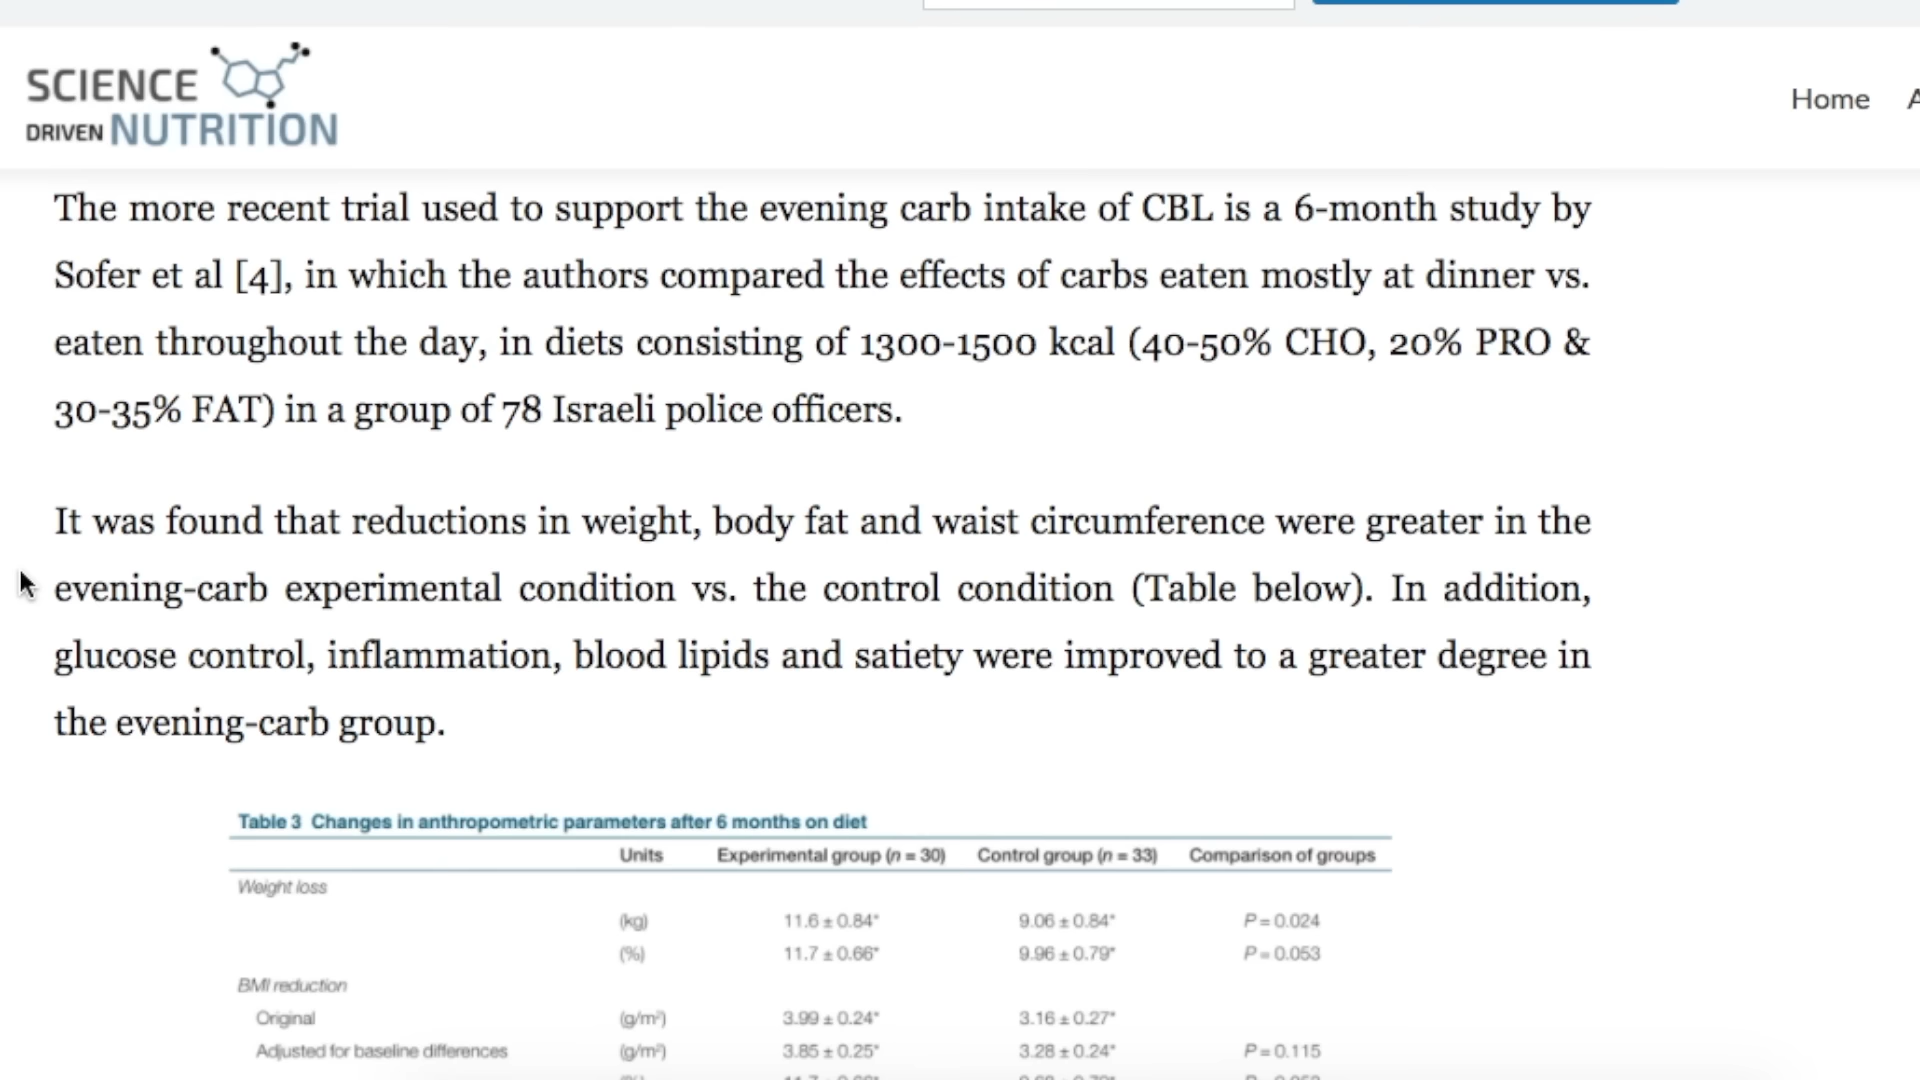 SCIENCE
DRIVEN NUTRITION
Home
The more recent trial used to support the evening carb intake of CBL is a 6-month study by
Sofer et al [4], in which the authors compared the effects of carbs eaten mostly at dinner vs.
eaten throughout the day, in diets consisting of 1300-1500 kcal (40-50% CHO, 20% PRO &
30-35% FAT) in a group of 78 Israeli police officers.
It was found that reductions in weight, body fat and waist circumference were greater in the
evening-carb experimental condition vs. the control condition (Table below). In addition,
glucose control, inflammation, blood lipids and satiety were improved to a greater degree in
the evening-carb group.
Table 3 Changes in anthropometric parameters after 6 months on diet
Units Experimental group (n = 30) Control group (n = 33) Comparison of groups
Weight loss
(kg) 11.6 ± 0.84* 9.06 ± 0.84* P = 0.024
(%) 11.7 ± 0.66* 9.96 ± 0.79* P = 0.053
BMI reduction
Original (g/m²) 3.99 ± 0.24* 3.16 ± 0.27*
Adjusted for baseline differences (g/m²) 3.85 ± 0.25* 3.28 ± 0.24* P = 0.115